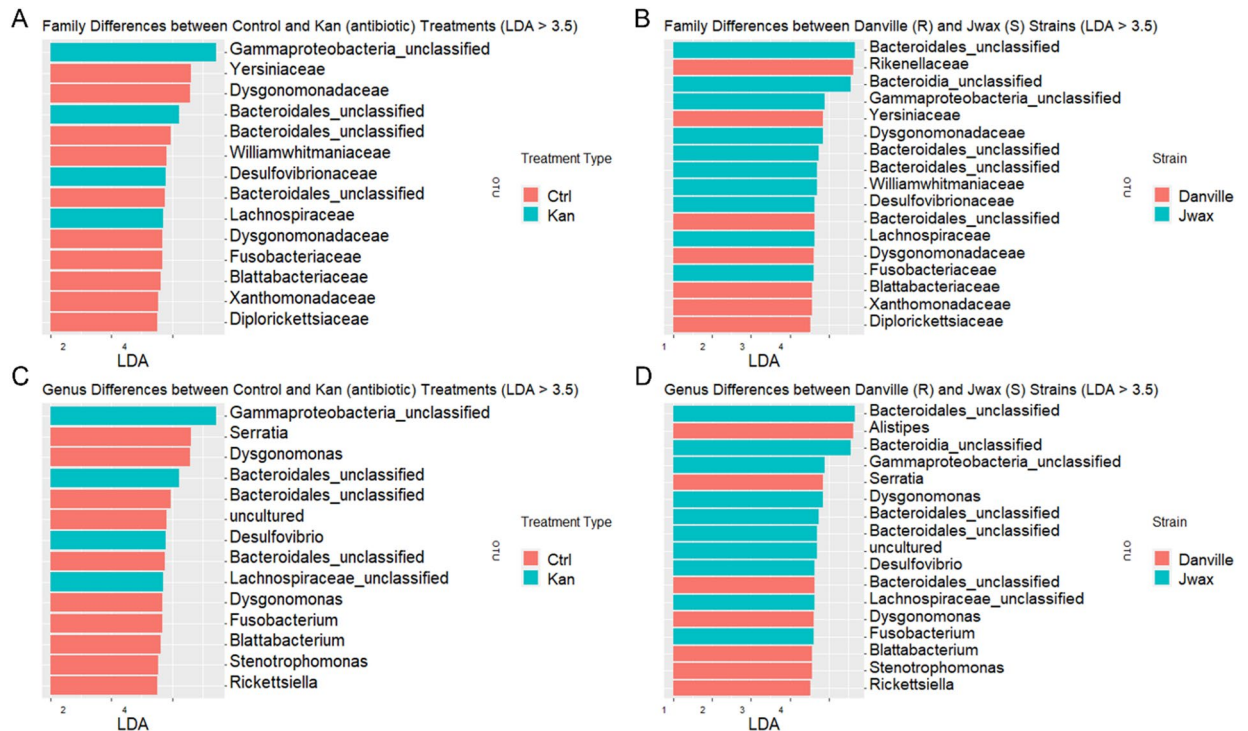 A
Family Differences between Control and Kan (antibiotic) Treatments (LDA > 3.5)
Gammaproteobacteria_unclassified
Yersiniaceae
Dysgonomonadaceae
Bacteroidales_unclassified
Bacteroidales_unclassified
Williamwhitmaniaceae
Desulfovibrionaceae
Bacteroidales_unclassified
Lachnospiraceae
Dysgonomonadaceae
Fusobacteriaceae
Blattabacteriaceae
Xanthomonadaceae
Diplorickettsiaceae
2 4
LDA
OTU
Treatment Type
Ctrl
Kan
B
Family Differences between Danville (R) and Jwax (S) Strains (LDA > 3.5)
Bacteroidales_unclassified
Rikenellaceae
Bacteroidia_unclassified
Gammaproteobacteria_unclassified
Yersiniaceae
Dysgonomonadaceae
Bacteroidales_unclassified
Bacteroidales_unclassified
Williamwhitmaniaceae
Desulfovibrionaceae
Bacteroidales_unclassified
Lachnospiraceae
Dysgonomonadaceae
Fusobacteriaceae
Blattabacteriaceae
Xanthomonadaceae
Diplorickettsiaceae
1 2 3 4
LDA
OTU
Strain
Danville
Jwax
C
Genus Differences between Control and Kan (antibiotic) Treatments (LDA > 3.5)
Gammaproteobacteria_unclassified
Serratia
Dysgonomonas
Bacteroidales_unclassified
Bacteroidales_unclassified
uncultured
Desulfovibrio
Bacteroidales_unclassified
Lachnospiraceae_unclassified
Dysgonomonas
Fusobacterium
Blattabacterium
Stenotrophomonas
Rickettsiella
2 4
LDA
OTU
Treatment Type
Ctrl
Kan
D
Genus Differences between Danville (R) and Jwax (S) Strains (LDA > 3.5)
Bacteroidales_unclassified
Alistipes
Bacteroidia_unclassified
Gammaproteobacteria_unclassified
Serratia
Dysgonomonas
Bacteroidales_unclassified
Bacteroidales_unclassified
uncultured
Desulfovibrio
Bacteroidales_unclassified
Lachnospiraceae_unclassified
Dysgonomonas
Fusobacterium
Blattabacterium
Stenotrophomonas
Rickettsiella
1 2 3 4
LDA
OTU
Strain
Danville
Jwax